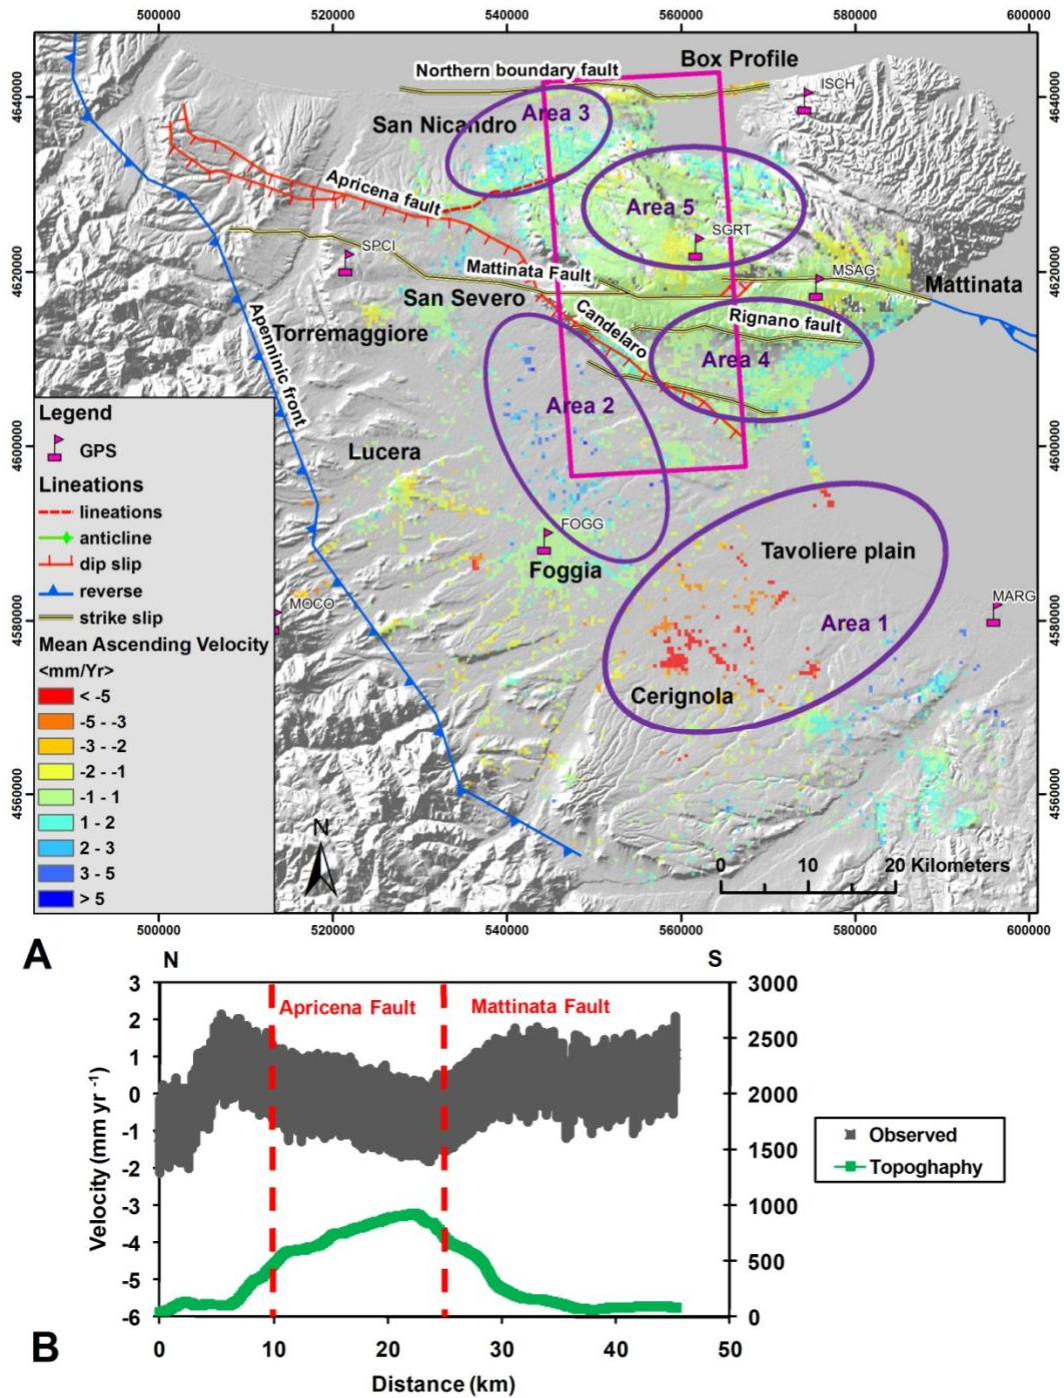 500000 520000 540000 560000 580000 600000
Box Profile
Northern boundary fault
ISCH
4640000
4640000
Area 3
San Nicandro
Apricena fault
Area 5
SGRT
SPCI
4620000
4620000
Mattinata Fault
MSAG
Mattinata
San Severo
Candelaro
Rignano fault
Torremaggiore
Area 4
Apenninic front
Area 2
Legend
GPS
Lucera
4600000
4600000
Lineations
lineations
anticline
dip slip
reverse
strike slip
FOGG
Foggia
Tavoliere plain
MOCO
MARG
4580000
4580000
Area 1
Cerignola
Mean Ascending Velocity
<mm/Yr>
< -5
-5 - -3
-3 - -2
-2 - -1
-1 - 1
1 - 2
2 - 3
3 - 5
> 5
4560000
4560000
N
0 10 20 Kilometers
500000 520000 540000 560000 580000 600000
A
N S
3 3000
Apricena Fault Mattinata Fault
2 2500
1
0 2000
-1
-2 1500
-3 1000
-4
500
-5
-6 0
Velocity (mm yr -1)
Observed
Topoghaphy
0 10 20 30 40 50
B
Distance (km)